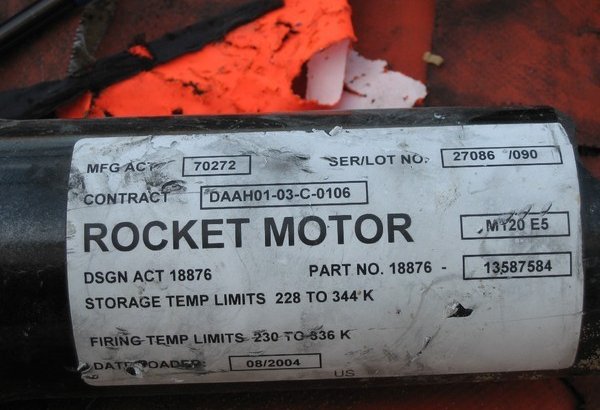 MFG ACT 70272 SER/LOT NO. 27086 /090
CONTRACT DAAH01-03-C-0106
ROCKET MOTOR M120 E5
DSGN ACT 18876 PART NO. 18876 - 13587584
STORAGE TEMP LIMITS 228 TO 344 K
FIRING TEMP LIMITS 230 TO 336 K
DATE LOADED: 08/2004
US